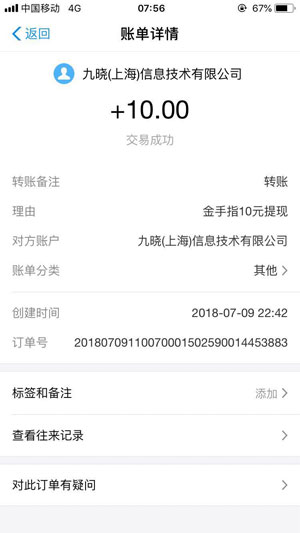 中国移动 4G 07:56 67%
返回 账单详情
九晓(上海)信息技术有限公司
+10.00
交易成功
转账备注 转账
理由 金手指10元提现
对方账户 九晓(上海)信息技术有限公司
账单分类 其他
创建时间 2018-07-09 22:42
订单号 20180709110070001502590014453883
标签和备注 添加
查看往来记录
对此订单有疑问